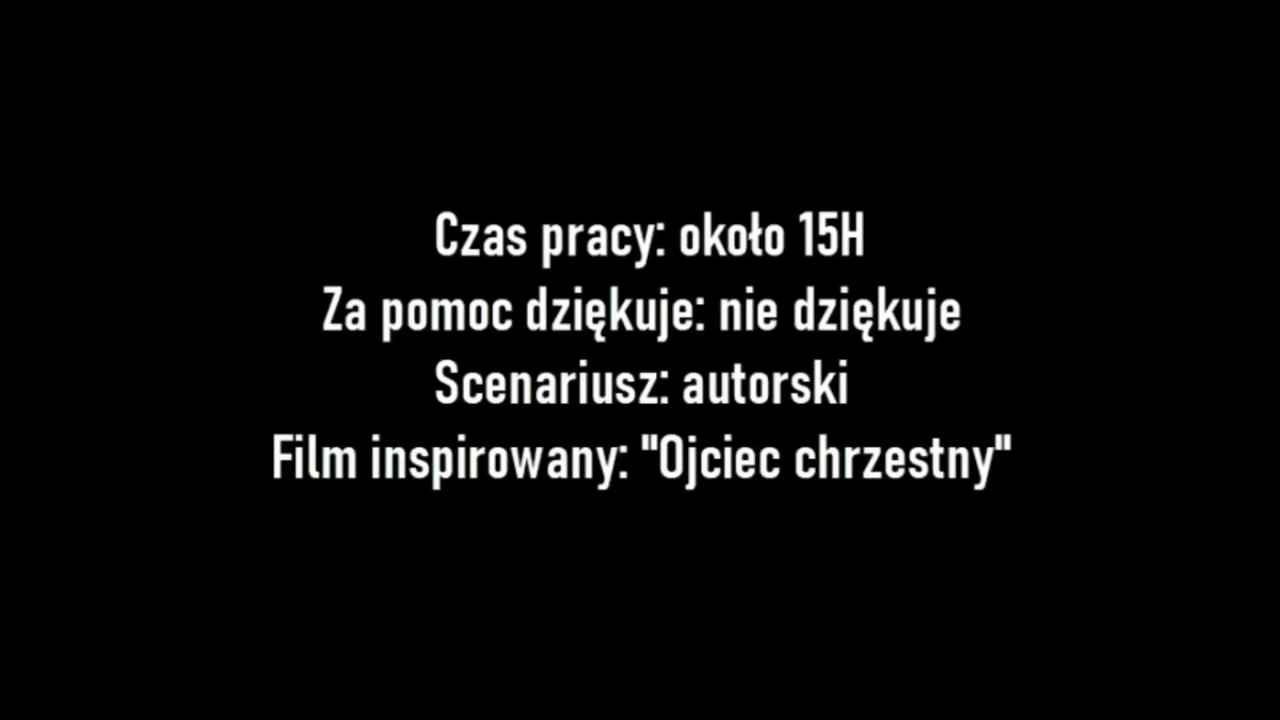 Czas pracy: około 15H
Za pomoc dziękuje: nie dziękuje
Scenariusz: autorski
Film inspirowany: "Ojciec chrzestny"